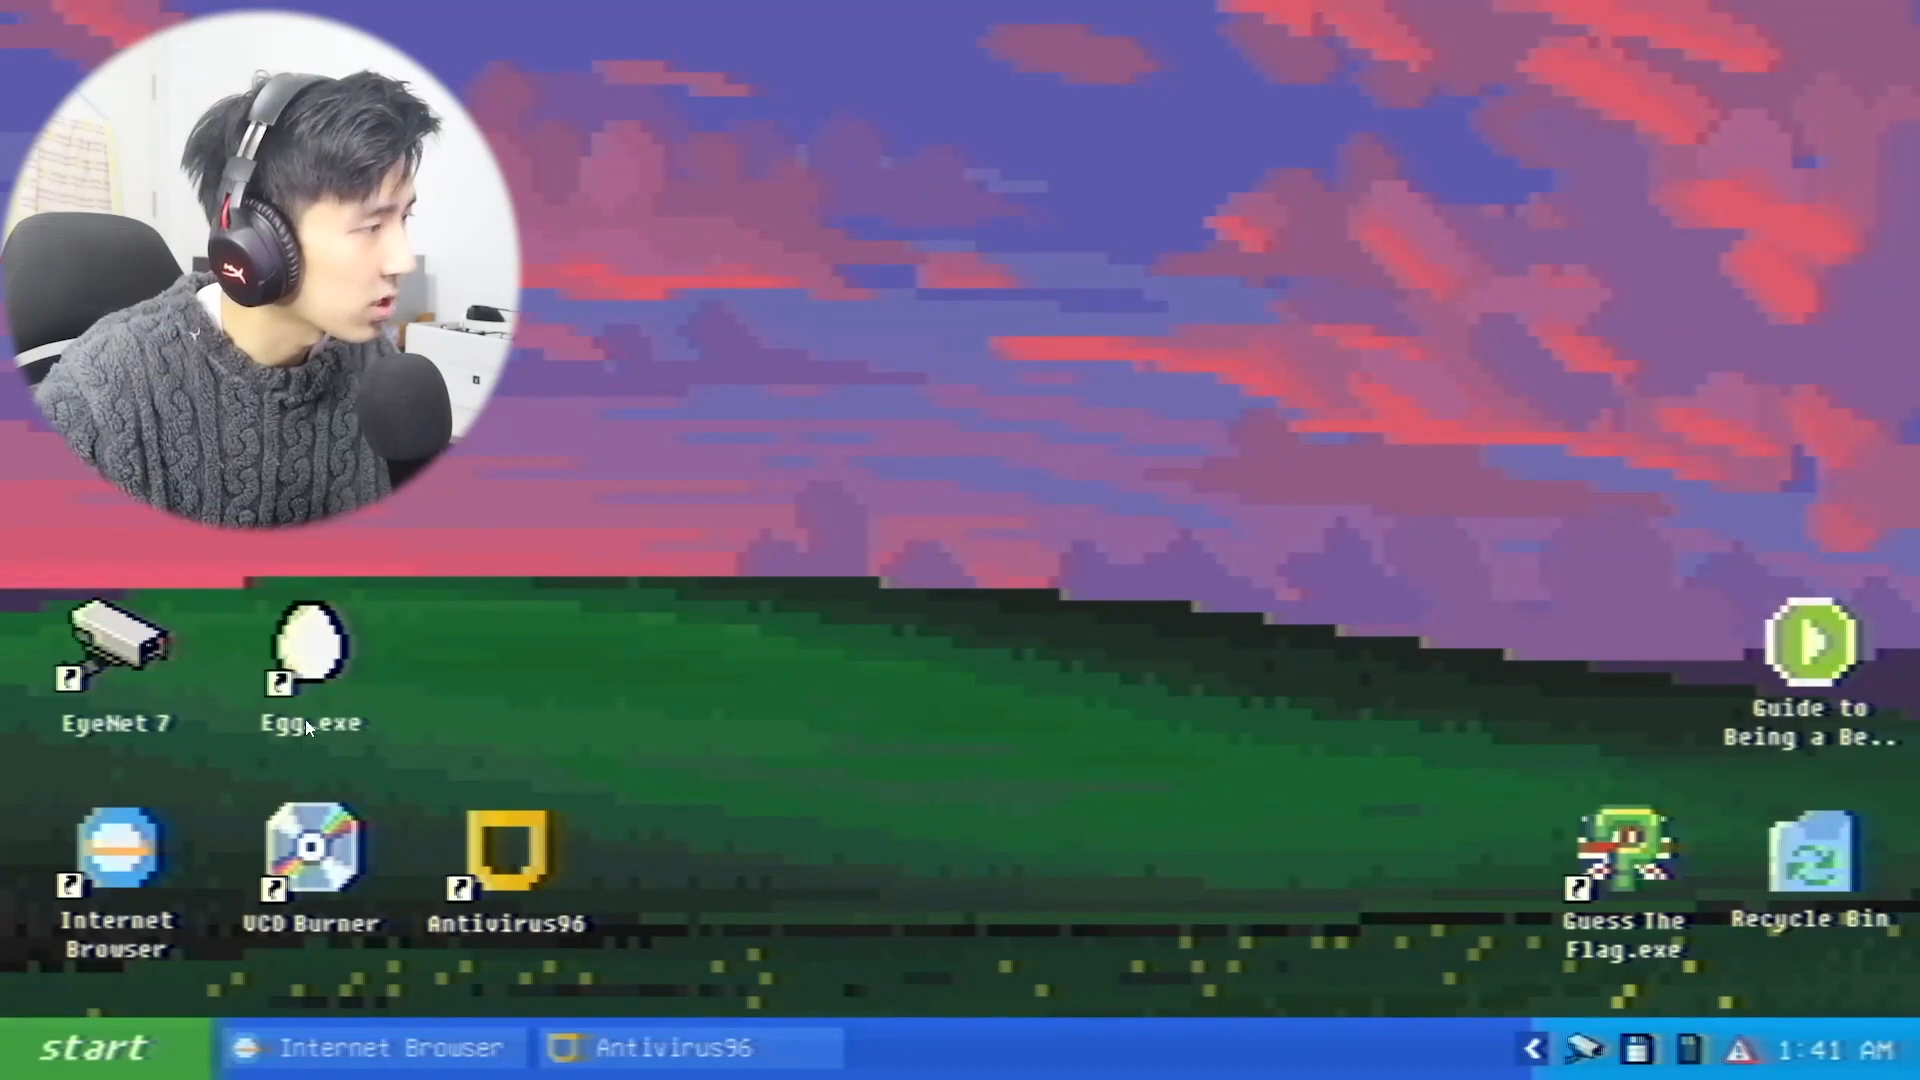 EyeNet 7
Egg.exe
Guide to
Being a Be..
Internet
Browser
VCD Burner
Antivirus96
Guess The
Flag.exe
Recycle Bin
start
Internet Browser
Antivirus96
1:41 AM